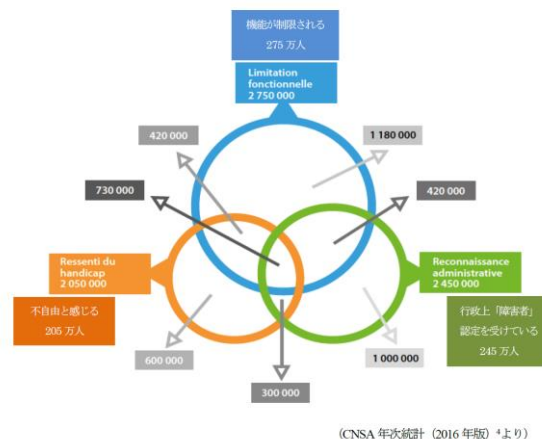 機能が制限される
275 万人
Limitation
fonctionnelle
2 750 000
420 000
1 180 000
730 000
420 000
Ressenti du
handicap
2 050 000
Reconnaissance
administrative
2 450 000
不自由と感じる
205 万人
行政上「障害者」
認定を受けている
245 万人
600 000
1 000 000
300 000
(CNSA 年次統計（2016 年版）4より）